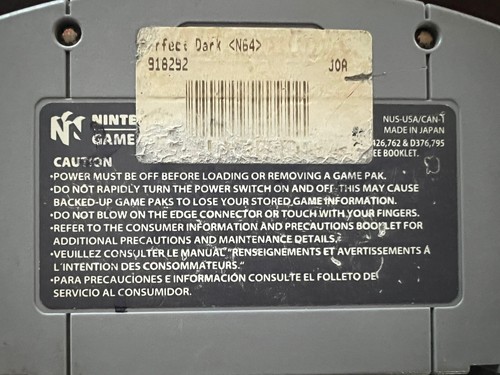 rfect Dark <N64>
918292 JOA
NINTE
GAME
NUS-USA/CAN-1
MADE IN JAPAN
426,762 & D376,795
EE BOOKLET.
CAUTION
•POWER MUST BE OFF BEFORE LOADING OR REMOVING A GAME PAK.
•DO NOT RAPIDLY TURN THE POWER SWITCH ON AND OFF. THIS MAY CAUSE
BACKED-UP GAME PAKS TO LOSE YOUR STORED GAME INFORMATION.
•DO NOT BLOW ON THE EDGE CONNECTOR OR TOUCH WITH YOUR FINGERS.
•REFER TO THE CONSUMER INFORMATION AND PRECAUTIONS BOOKLET FOR
ADDITIONAL PRECAUTIONS AND MAINTENANCE DETAILS.
•VEUILLEZ CONSULTER LE MANUEL "RENSEIGNEMENTS ET AVERTISSEMENTS À
L'INTENTION DES CONSOMMATEURS."
•PARA PRECAUCIONES E INFORMACIÓN CONSULTE EL FOLLETO DE
SERVICIO AL CONSUMIDOR.